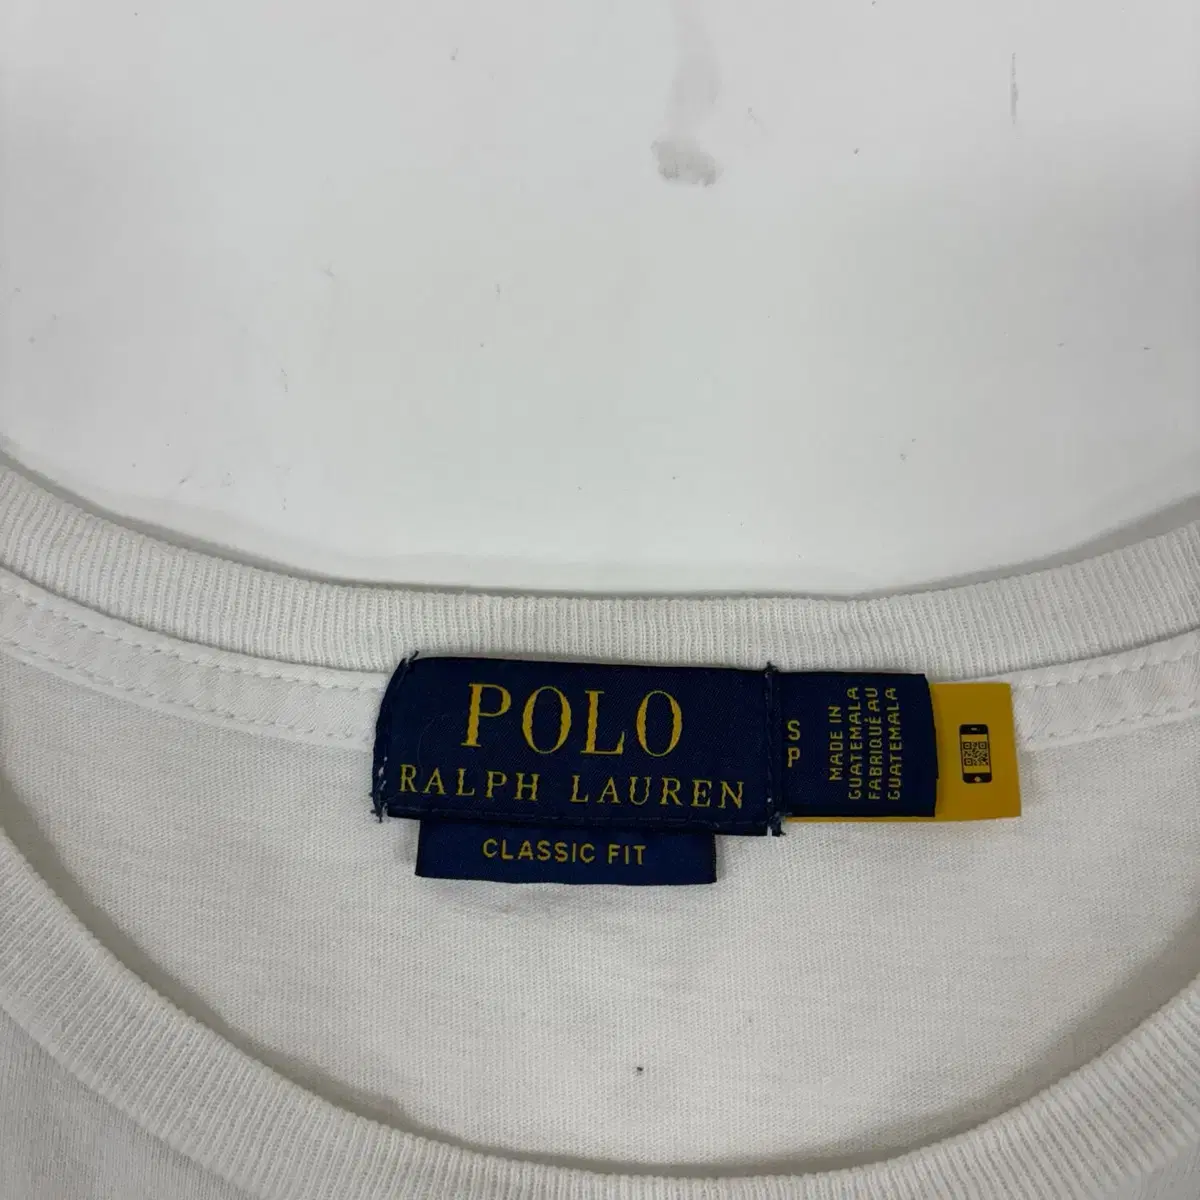 POLO
RALPH LAUREN
CLASSIC FIT
S
P
MADE IN
GUATEMALA
FABRIQUÉ AU
GUATEMALA